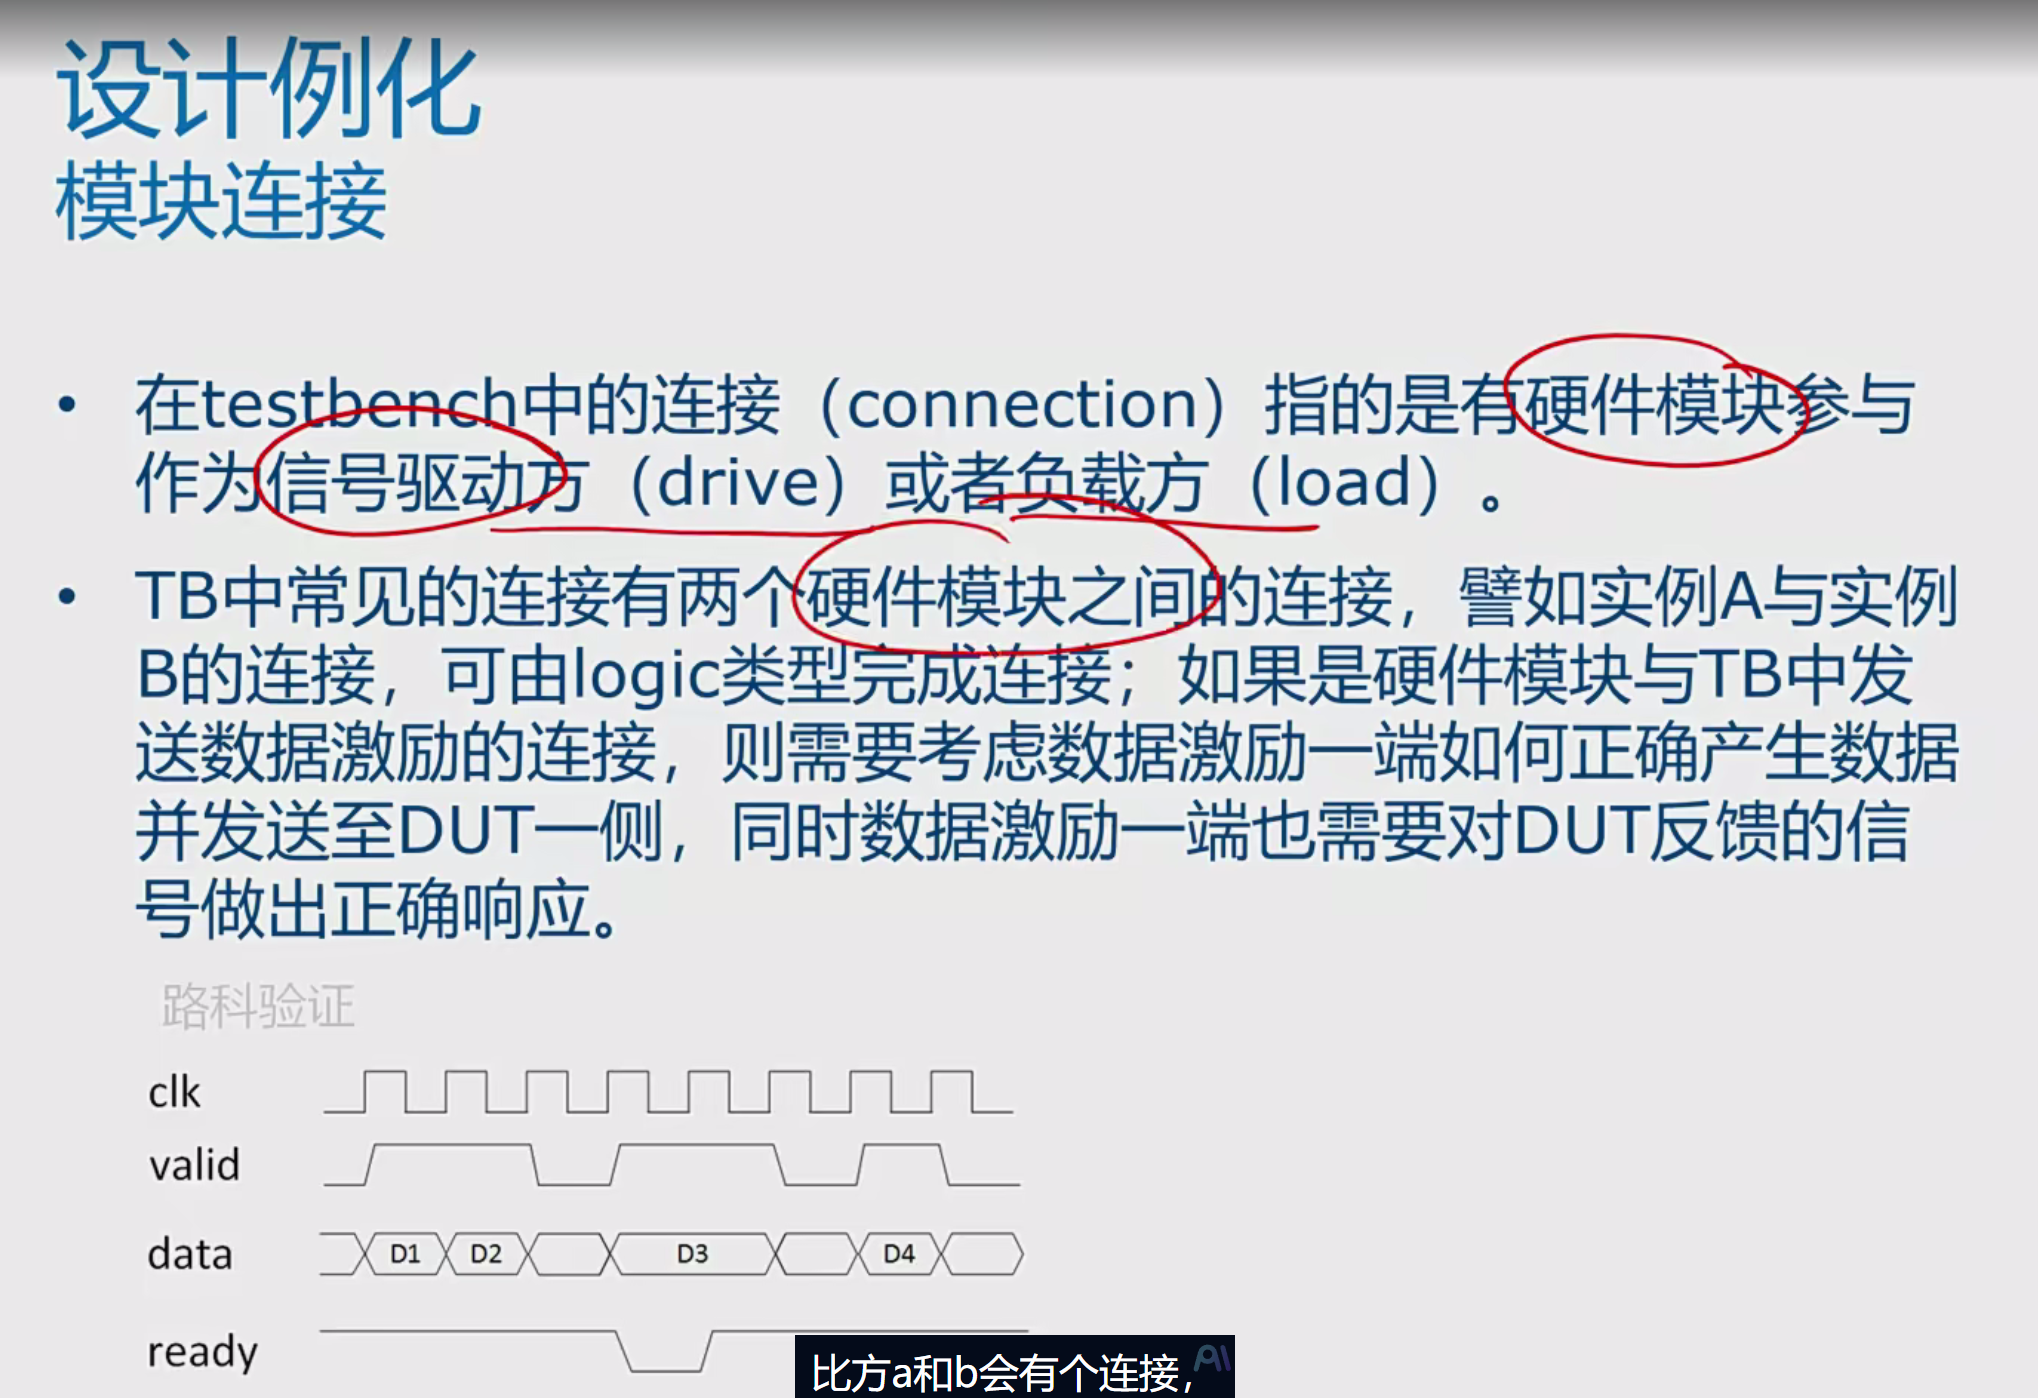 设计例化
模块连接
• 在testbench中的连接（connection）指的是有硬件模块参与
作为信号驱动方（drive）或者负载方（load）。
• TB中常见的连接有两个硬件模块之间的连接，譬如实例A与实例
B的连接，可由logic类型完成连接；如果是硬件模块与TB中发
送数据激励的连接，则需要考虑数据激励一端如何正确产生数据
并发送至DUT一侧，同时数据激励一端也需要对DUT反馈的信
号做出正确响应。
路科验证
clk
valid
data D1 D2 D3 D4
ready
比方a和b会有个连接，
AI